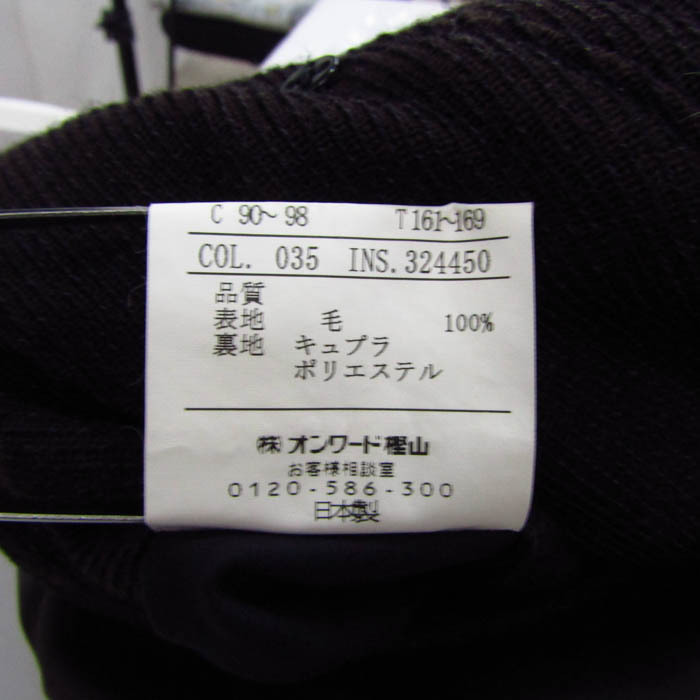 C 90~98 T161~169
COL. 035 INS.324450
品質
表地 毛 100%
裏地 キュプラ
ポリエステル
(株)オンワード樫山
お客様相談室
0120-586-300
日本製